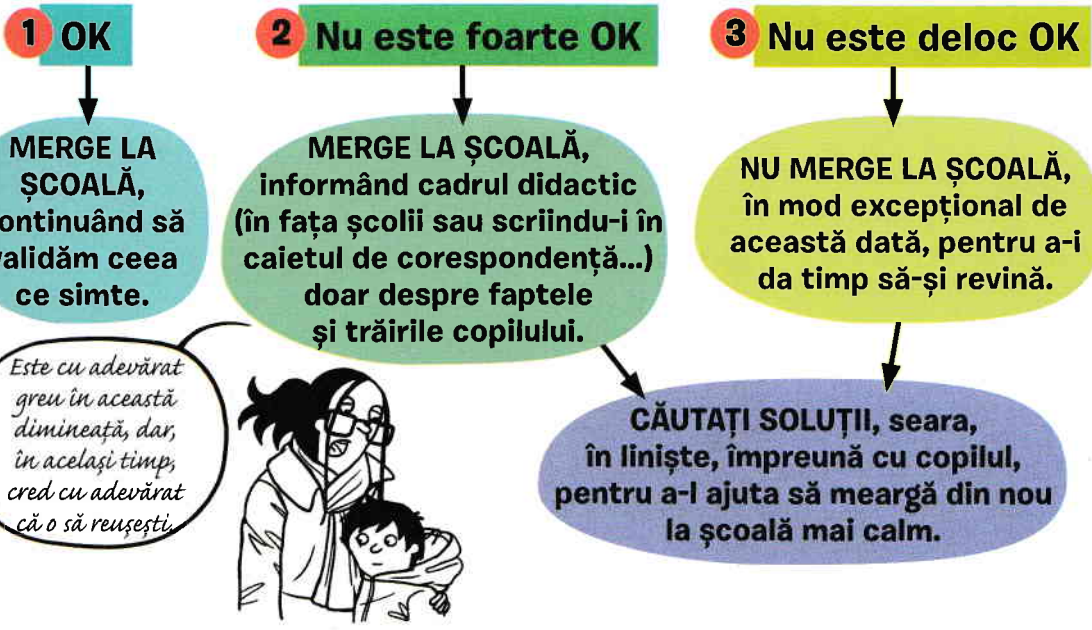 1 OK
MERGE LA
ȘCOALĂ,
ontinuând să
validăm ceea
ce simte.
2 Nu este foarte OK
MERGE LA ȘCOALĂ,
informând cadrul didactic
(în fața școlii sau scriindu-i în
caietul de corespondență...)
doar despre faptele
și trăirile copilului.
3 Nu este deloc OK
NU MERGE LA ȘCOALĂ,
în mod excepțional de
această dată, pentru a-i
da timp să-și revină.
CĂUTAȚI SOLUȚII, seara,
în liniște, împreună cu copilul,
pentru a-l ajuta să meargă din nou
la școală mai calm.
Este cu adevărat
greu în această
dimineață, dar,
în același timp,
cred cu adevărat
că o să reușești.